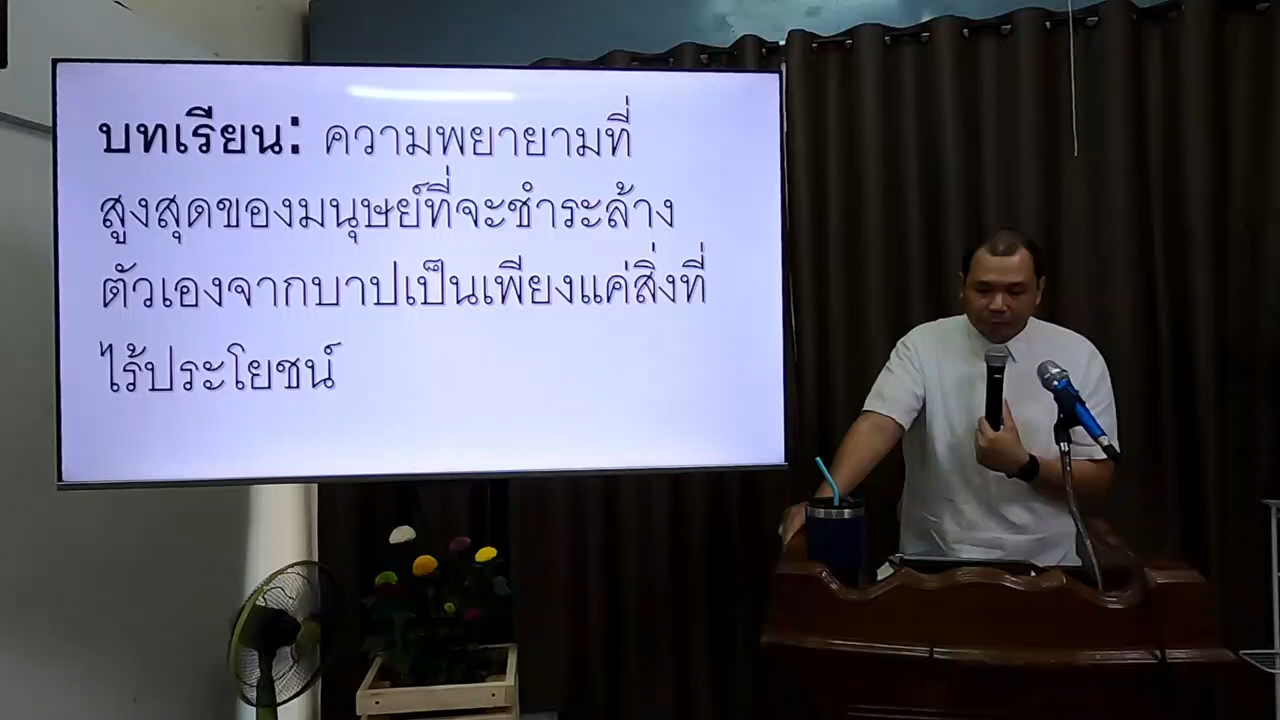 บทเรียน: ความพยายามที่
สูงสุดของมนุษย์ที่จะชำระล้าง
ตัวเองจากบาปเป็นเพียงแค่สิ่งที่
ไร้ประโยชน์